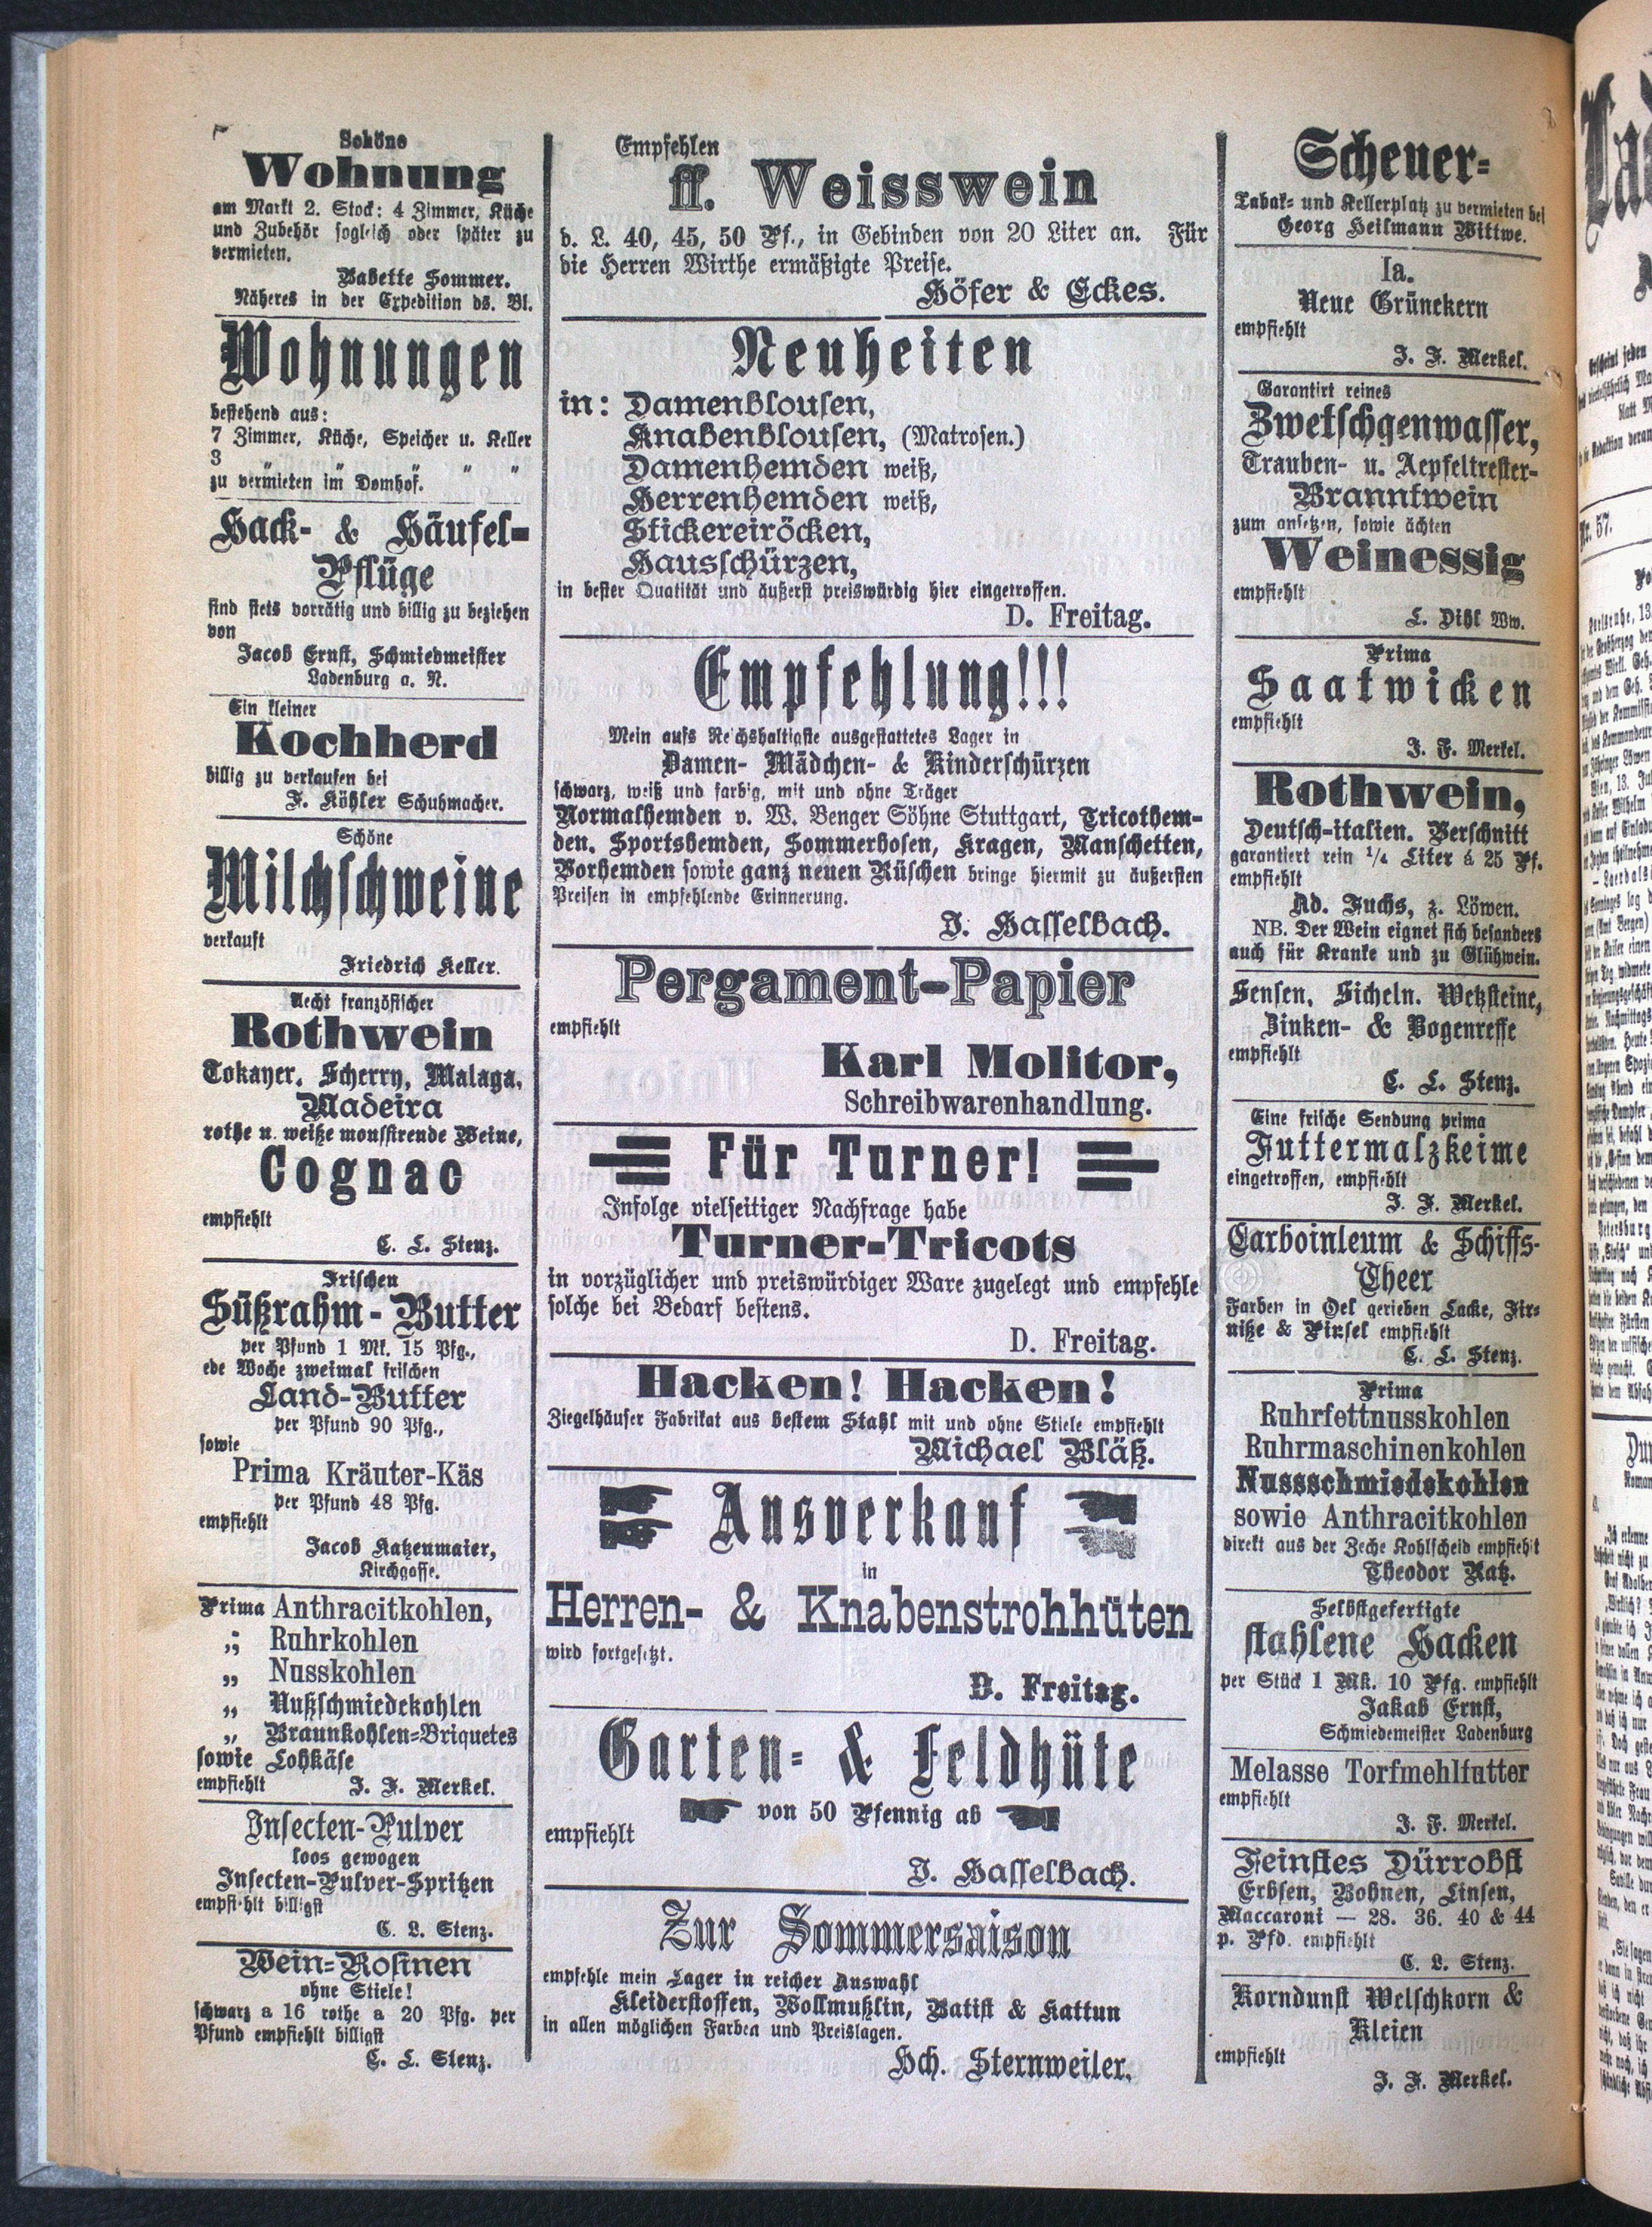 Schöne
Wohnung
am Markt 2. Stock: 4 Zimmer, Küche
und Zubehör sogleich oder später zu
vermieten.
Babette Sommer.
Näheres in der Expedition ds. Bl.
Wohnungen
bestehend aus:
7 Zimmer, Küche, Speicher u. Keller
3 " " " "
zu vermieten im Domhof.
Hack- & Häufel-
Pflüge
sind stets vorrätig und billig zu beziehen
von
Jacob Ernst, Schmiedmeister
Ladenburg a. N.
Ein kleiner
Kochherd
billig zu verkaufen bei
F. Köhler Schuhmacher.
Schöne
Milchschweine
verkauft
Friedrich Keller.
Aecht französischer
Rothwein
Tokayer, Scherry, Malaga,
Madeira
rothe u. weiße moussirende Weine,
Cognac
empfiehlt
C. L. Stenz.
Frischen
Süßrahm-Butter
per Pfund 1 Mk. 15 Pfg.,
ede Woche zweimal frischen
Land-Butter
per Pfund 90 Pfg.,
sowie
Prima Kräuter-Käs
per Pfund 48 Pfg.
empfiehlt
Jacob Katzenmaier,
Kirchgasse.
Prima Anthracitkohlen,
„ Ruhrkohlen
„ Nusskohlen
„ Nußschmiedekohlen
„ Braunkohlen-Briquetes
sowie Lohkäse
empfiehlt J. F. Merkel.
Insecten-Pulver
loos gewogen
Insecten-Pulver-Spritzen
empfiehlt billigst
C. L. Stenz.
Wein-Rosinen
ohne Stiele!
schwarz a 16 rothe a 20 Pfg. per
Pfund empfiehlt billigst
C. L. Stenz.
Empfehlen
ff. Weisswein
d. L. 40, 45, 50 Pf., in Gebinden von 20 Liter an. Für
die Herren Wirthe ermäßigte Preise.
Höfer & Eckes.
Neuheiten
in: Damenblousen,
Knabenblousen, (Matrosen.)
Damenhemden weiß,
Herrenhemden weiß,
Stickereiröcken,
Hausschürzen,
in bester Quatität und äußerst preiswürdig hier eingetroffen.
D. Freitag.
Empfehlung!!!
Mein aufs Reichshaltigste ausgestattetes Lager in
Damen- Mädchen- & Kinderschürzen
schwarz, weiß und farbig, mit und ohne Träger
Normalhemden v. W. Benger Söhne Stuttgart, Tricothem-
den. Sportshemden, Sommerhosen, Kragen, Manschetten,
Vorhemden sowie ganz neuen Rüschen bringe hiermit zu äußersten
Preisen in empfehlende Erinnerung.
J. Hasselbach.
Pergament-Papier
empfiehlt
Karl Molitor,
Schreibwarenhandlung.
Für Turner!
Infolge vielseitiger Nachfrage habe
Turner-Tricots
in vorzüglicher und preiswürdiger Ware zugelegt und empfehle
solche bei Bedarf bestens.
D. Freitag.
Hacken! Hacken!
Ziegelhäuser Fabrikat aus bestem Stahl mit und ohne Stiele empfiehlt
Michael Bläß.
Ausverkauf
in
Herren- & Knabenstrohhüten
wird fortgesetzt.
D. Freitag.
Garten- & Feldhüte
von 50 Pfennig ab
empfiehlt
J. Hasselbach.
Zur Sommersaison
empfehle mein Lager in reicher Auswahl
Kleiderstoffen, Wollmußlin, Batist & Kattun
in allen möglichen Farben und Preislagen.
Hch. Sternweiler.
Scheuer-
Tabak- und Kellerplatz zu vermieten bei
Georg Heilmann Wittwe.
Ia.
Neue Grünekern
empfiehlt
J. F. Merkel.
Garantirt reines
Zwetschgenwasser,
Trauben- u. Aepfeltrester-
Branntwein
zum ansetzen, sowie ächten
Weinessig
empfiehlt
L. Dihl Ww.
Prima
Saatwicken
empfiehlt
J. F. Merkel.
Rothwein,
Deutsch-italien. Verschnitt
garantiert rein 1/4 Liter á 25 Pf.
empfiehlt
Ad. Fuchs, z. Löwen.
NB. Der Wein eignet sich besonders
auch für Kranke und zu Glühwein.
Sensen, Sicheln. Wetzsteine,
Zinken- & Bogenreffe
empfiehlt
C. L. Stenz.
Eine frische Sendung prima
Futtermalzkeime
eingetroffen, empfiehlt
J. F. Merkel.
Carboinleum & Schiffs-
Theer
Farben in Oel gerieben Lacke, Fir-
niße & Pinsel empfiehlt
C. L. Stenz.
Prima
Ruhrfettnusskohlen
Ruhrmaschinenkohlen
Nussschmiedekohlen
sowie Anthracitkohlen
direkt aus der Zeche Kohlscheid empfiehlt
Theodor Katz.
Selbstgefertigte
stahlene Hacken
per Stück 1 Mk. 10 Pfg. empfiehlt
Jakab Ernst,
Schmiedemeister Ladenburg
Melasse Torfmehlfutter
empfiehlt
J. F. Merkel.
Feinstes Dürrobst
Erbsen, Bohnen, Linsen,
Maccaroni — 28. 36. 40 & 44
p. Pfd. empfiehlt
C. L. Stenz.
Korndunst Welschkorn &
Kleien
empfiehlt
J. F. Merkel.
Nr. 57.